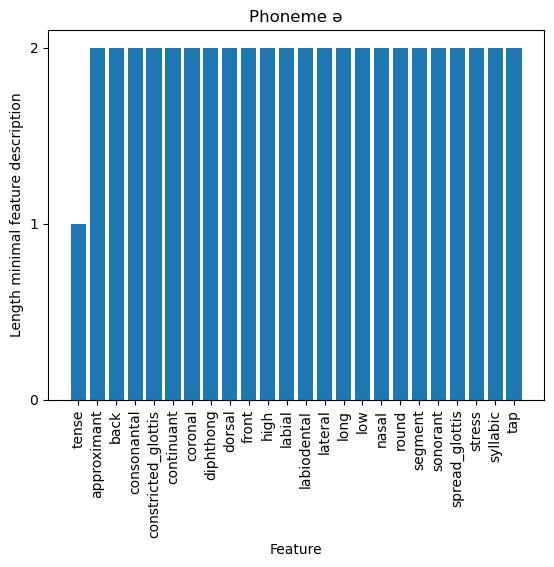 Phoneme ə
Length minimal feature description
2
1
0
tense
approximant
back
consonantal
constricted_glottis
continuant
coronal
diphthong
dorsal
front
high
labial
labiodental
lateral
long
low
nasal
round
segment
sonorant
spread_glottis
stress
syllabic
tap
Feature